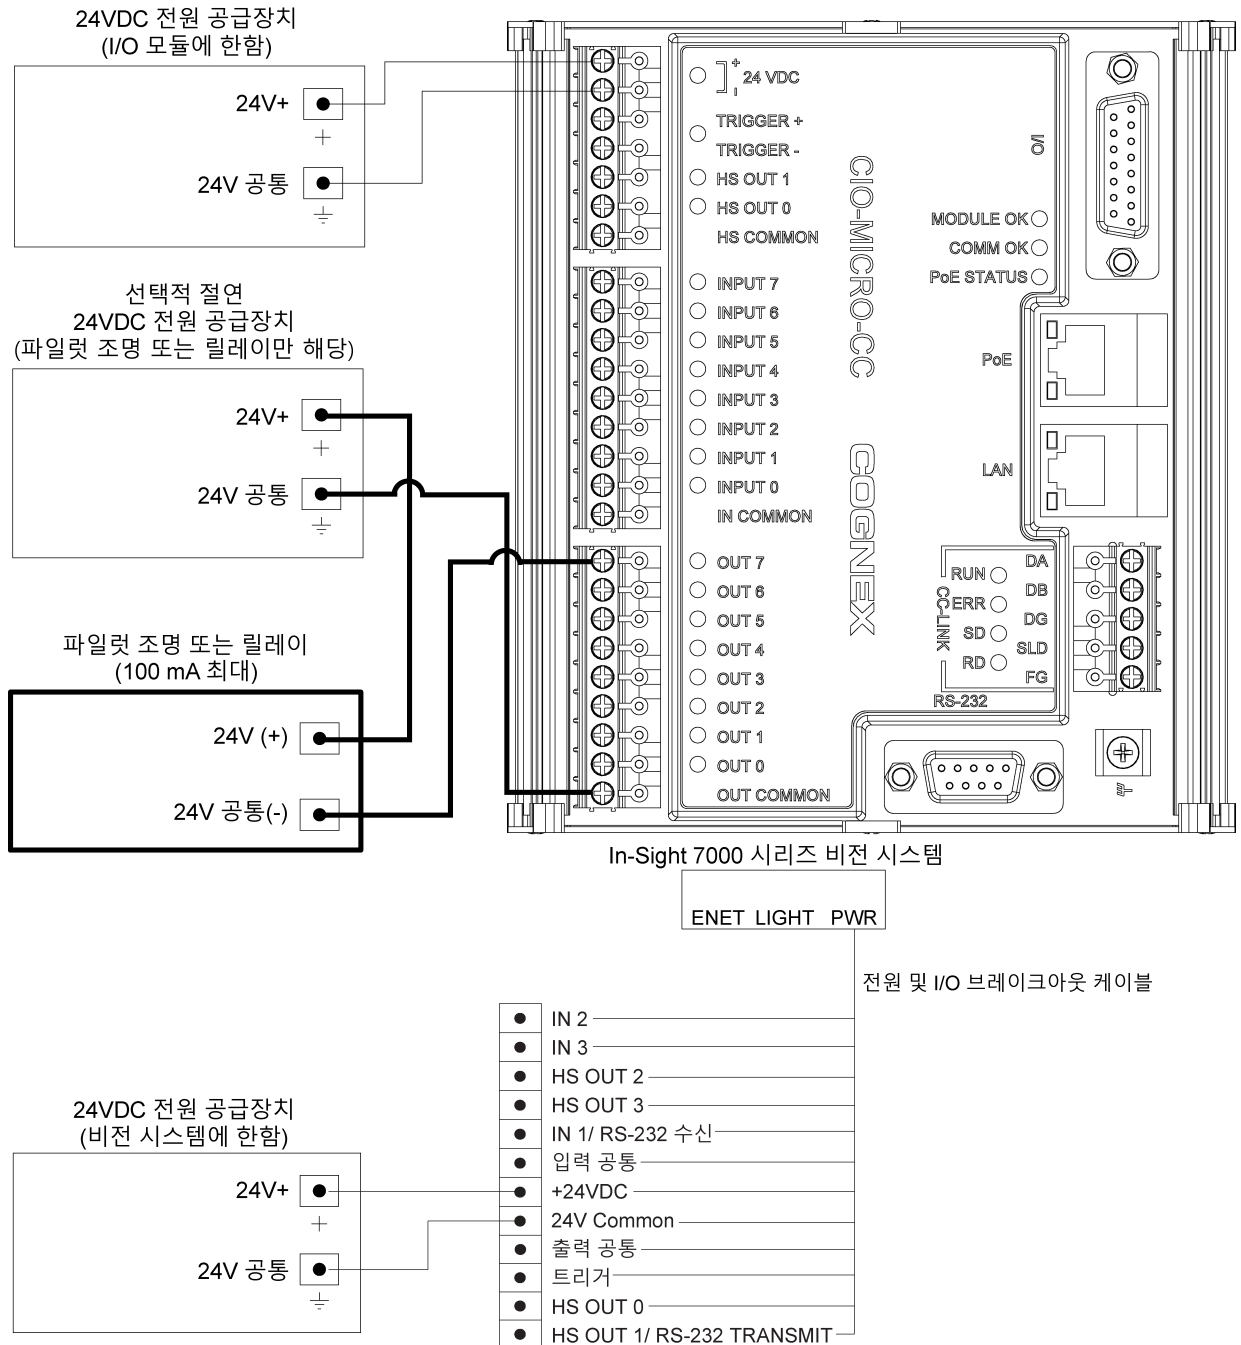 24VDC 전원 공급장치
(I/O 모듈에 한함)
24V+
24V 공통
선택적 절연
24VDC 전원 공급장치
(파일럿 조명 또는 릴레이만 해당)
24V+
24V 공통
파일럿 조명 또는 릴레이
(100 mA 최대)
24V (+)
24V 공통(-)
+
24 VDC
-
TRIGGER +
TRIGGER -
HS OUT 1
HS OUT 0
HS COMMON
INPUT 7
INPUT 6
INPUT 5
INPUT 4
INPUT 3
INPUT 2
INPUT 1
INPUT 0
IN COMMON
OUT 7
OUT 6
OUT 5
OUT 4
OUT 3
OUT 2
OUT 1
OUT 0
OUT COMMON
CIO-MICRO-CC
COGNEX
I/O
MODULE OK
COMM OK
PoE STATUS
PoE
LAN
CC-LINK
RUN
ERR
SD
RD
DA
DB
DG
SLD
FG
RS-232
In-Sight 7000 시리즈 비전 시스템
ENET LIGHT PWR
전원 및 I/O 브레이크아웃 케이블
IN 2
IN 3
HS OUT 2
HS OUT 3
IN 1/ RS-232 수신
입력 공통
+24VDC
24V Common
출력 공통
트리거
HS OUT 0
HS OUT 1/ RS-232 TRANSMIT
24VDC 전원 공급장치
(비전 시스템에 한함)
24V+
24V 공통